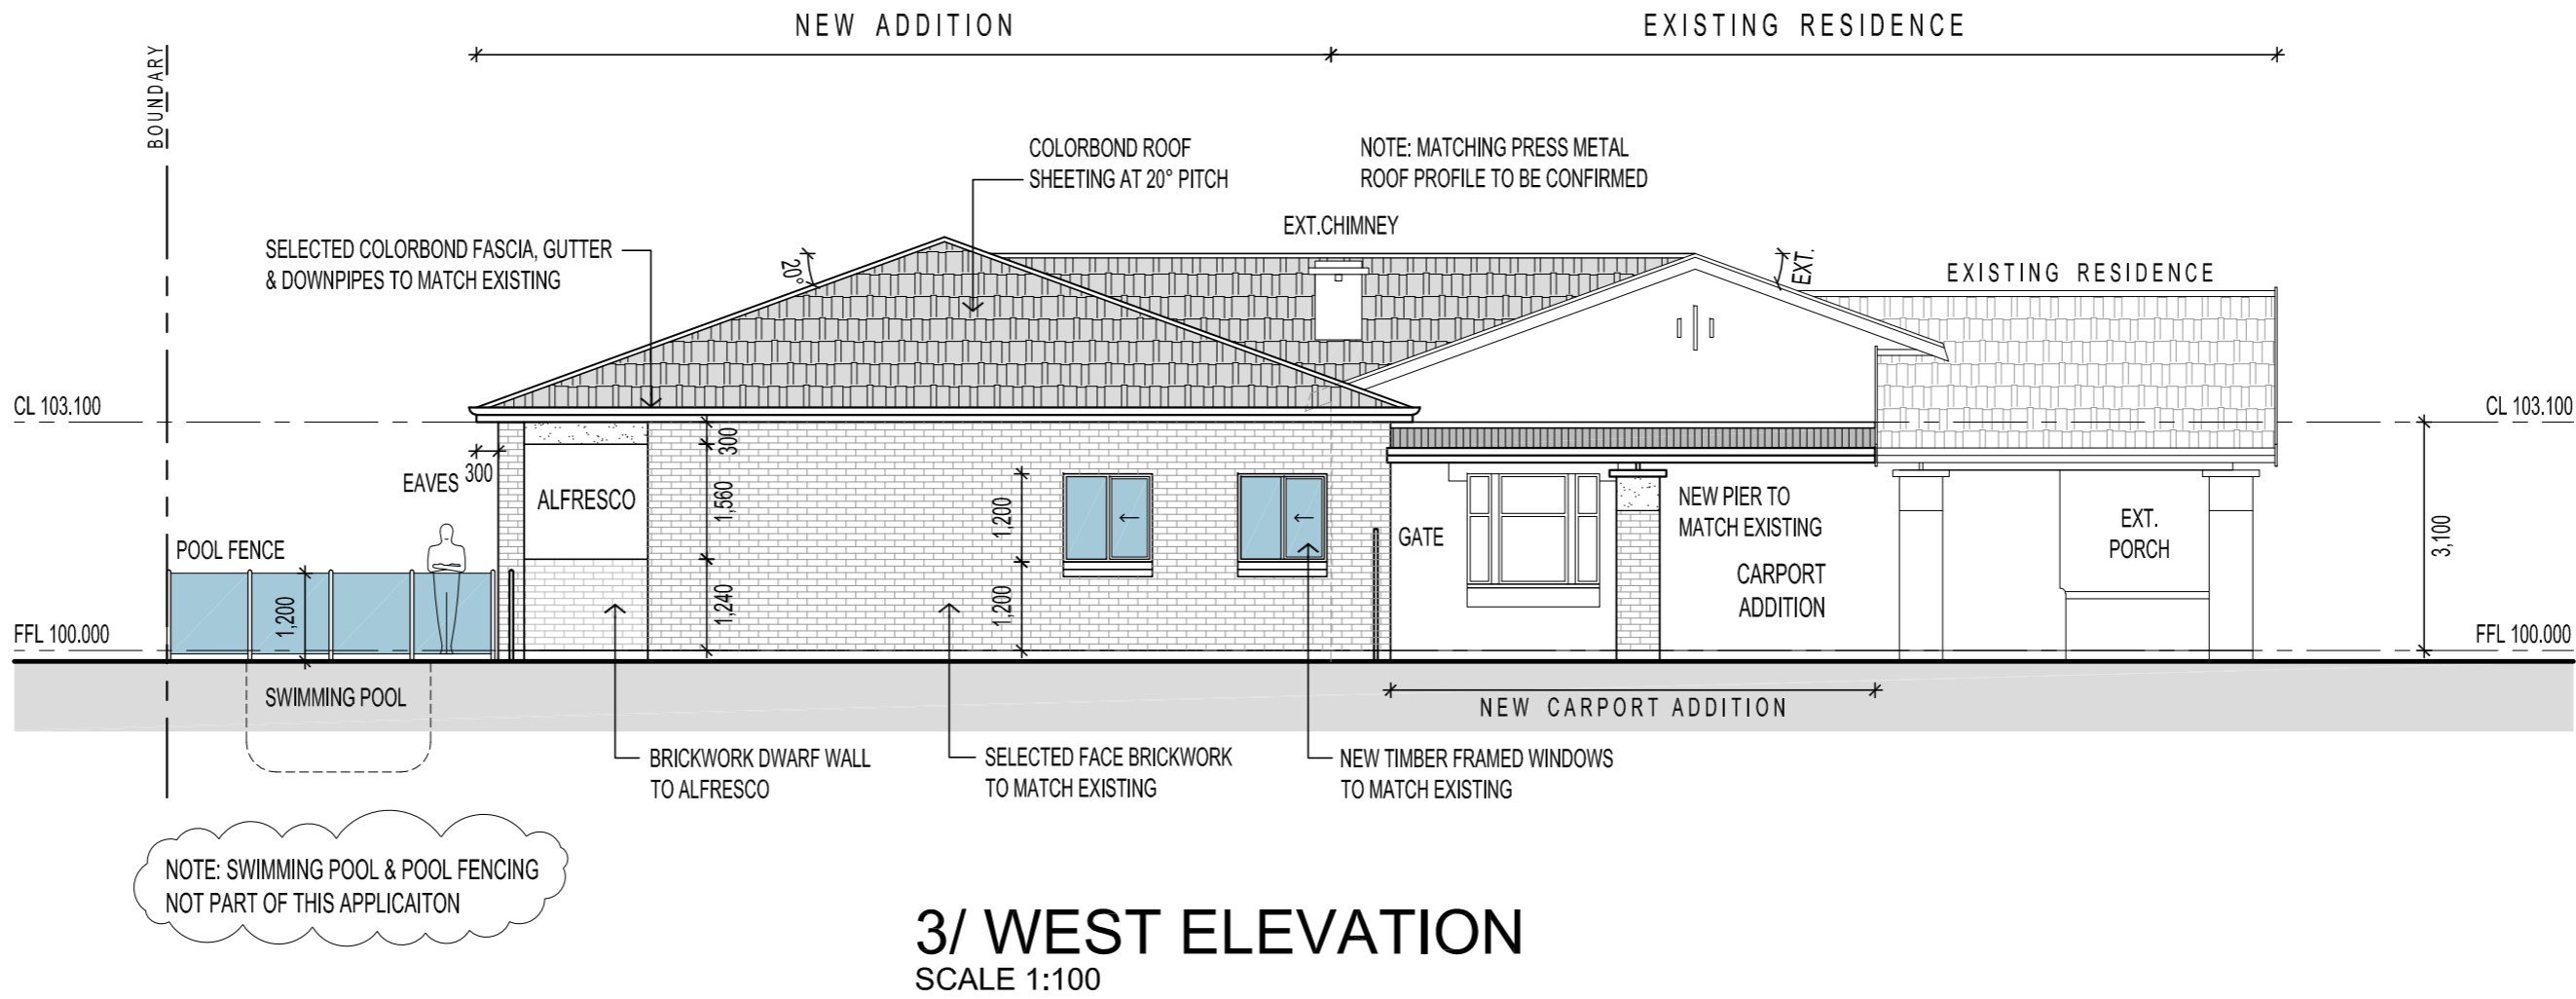 NEW ADDITION
EXISTING RESIDENCE
BOUNDARY
COLORBOND ROOF
SHEETING AT 20° PITCH
NOTE: MATCHING PRESS METAL
ROOF PROFILE TO BE CONFIRMED
EXT.CHIMNEY
SELECTED COLORBOND FASCIA, GUTTER
& DOWNPIPES TO MATCH EXISTING
20°
EXT.
EXISTING RESIDENCE
CL 103.100
CL 103.100
300
EAVES 300
ALFRESCO
1,560
1,200
NEW PIER TO
MATCH EXISTING
GATE
EXT.
PORCH
3,100
POOL FENCE
CARPORT
ADDITION
1,200
1,240
1,200
FFL 100.000
FFL 100.000
SWIMMING POOL
NEW CARPORT ADDITION
BRICKWORK DWARF WALL
TO ALFRESCO
SELECTED FACE BRICKWORK
TO MATCH EXISTING
NEW TIMBER FRAMED WINDOWS
TO MATCH EXISTING
NOTE: SWIMMING POOL & POOL FENCING
NOT PART OF THIS APPLICAITON
3/ WEST ELEVATION
SCALE 1:100